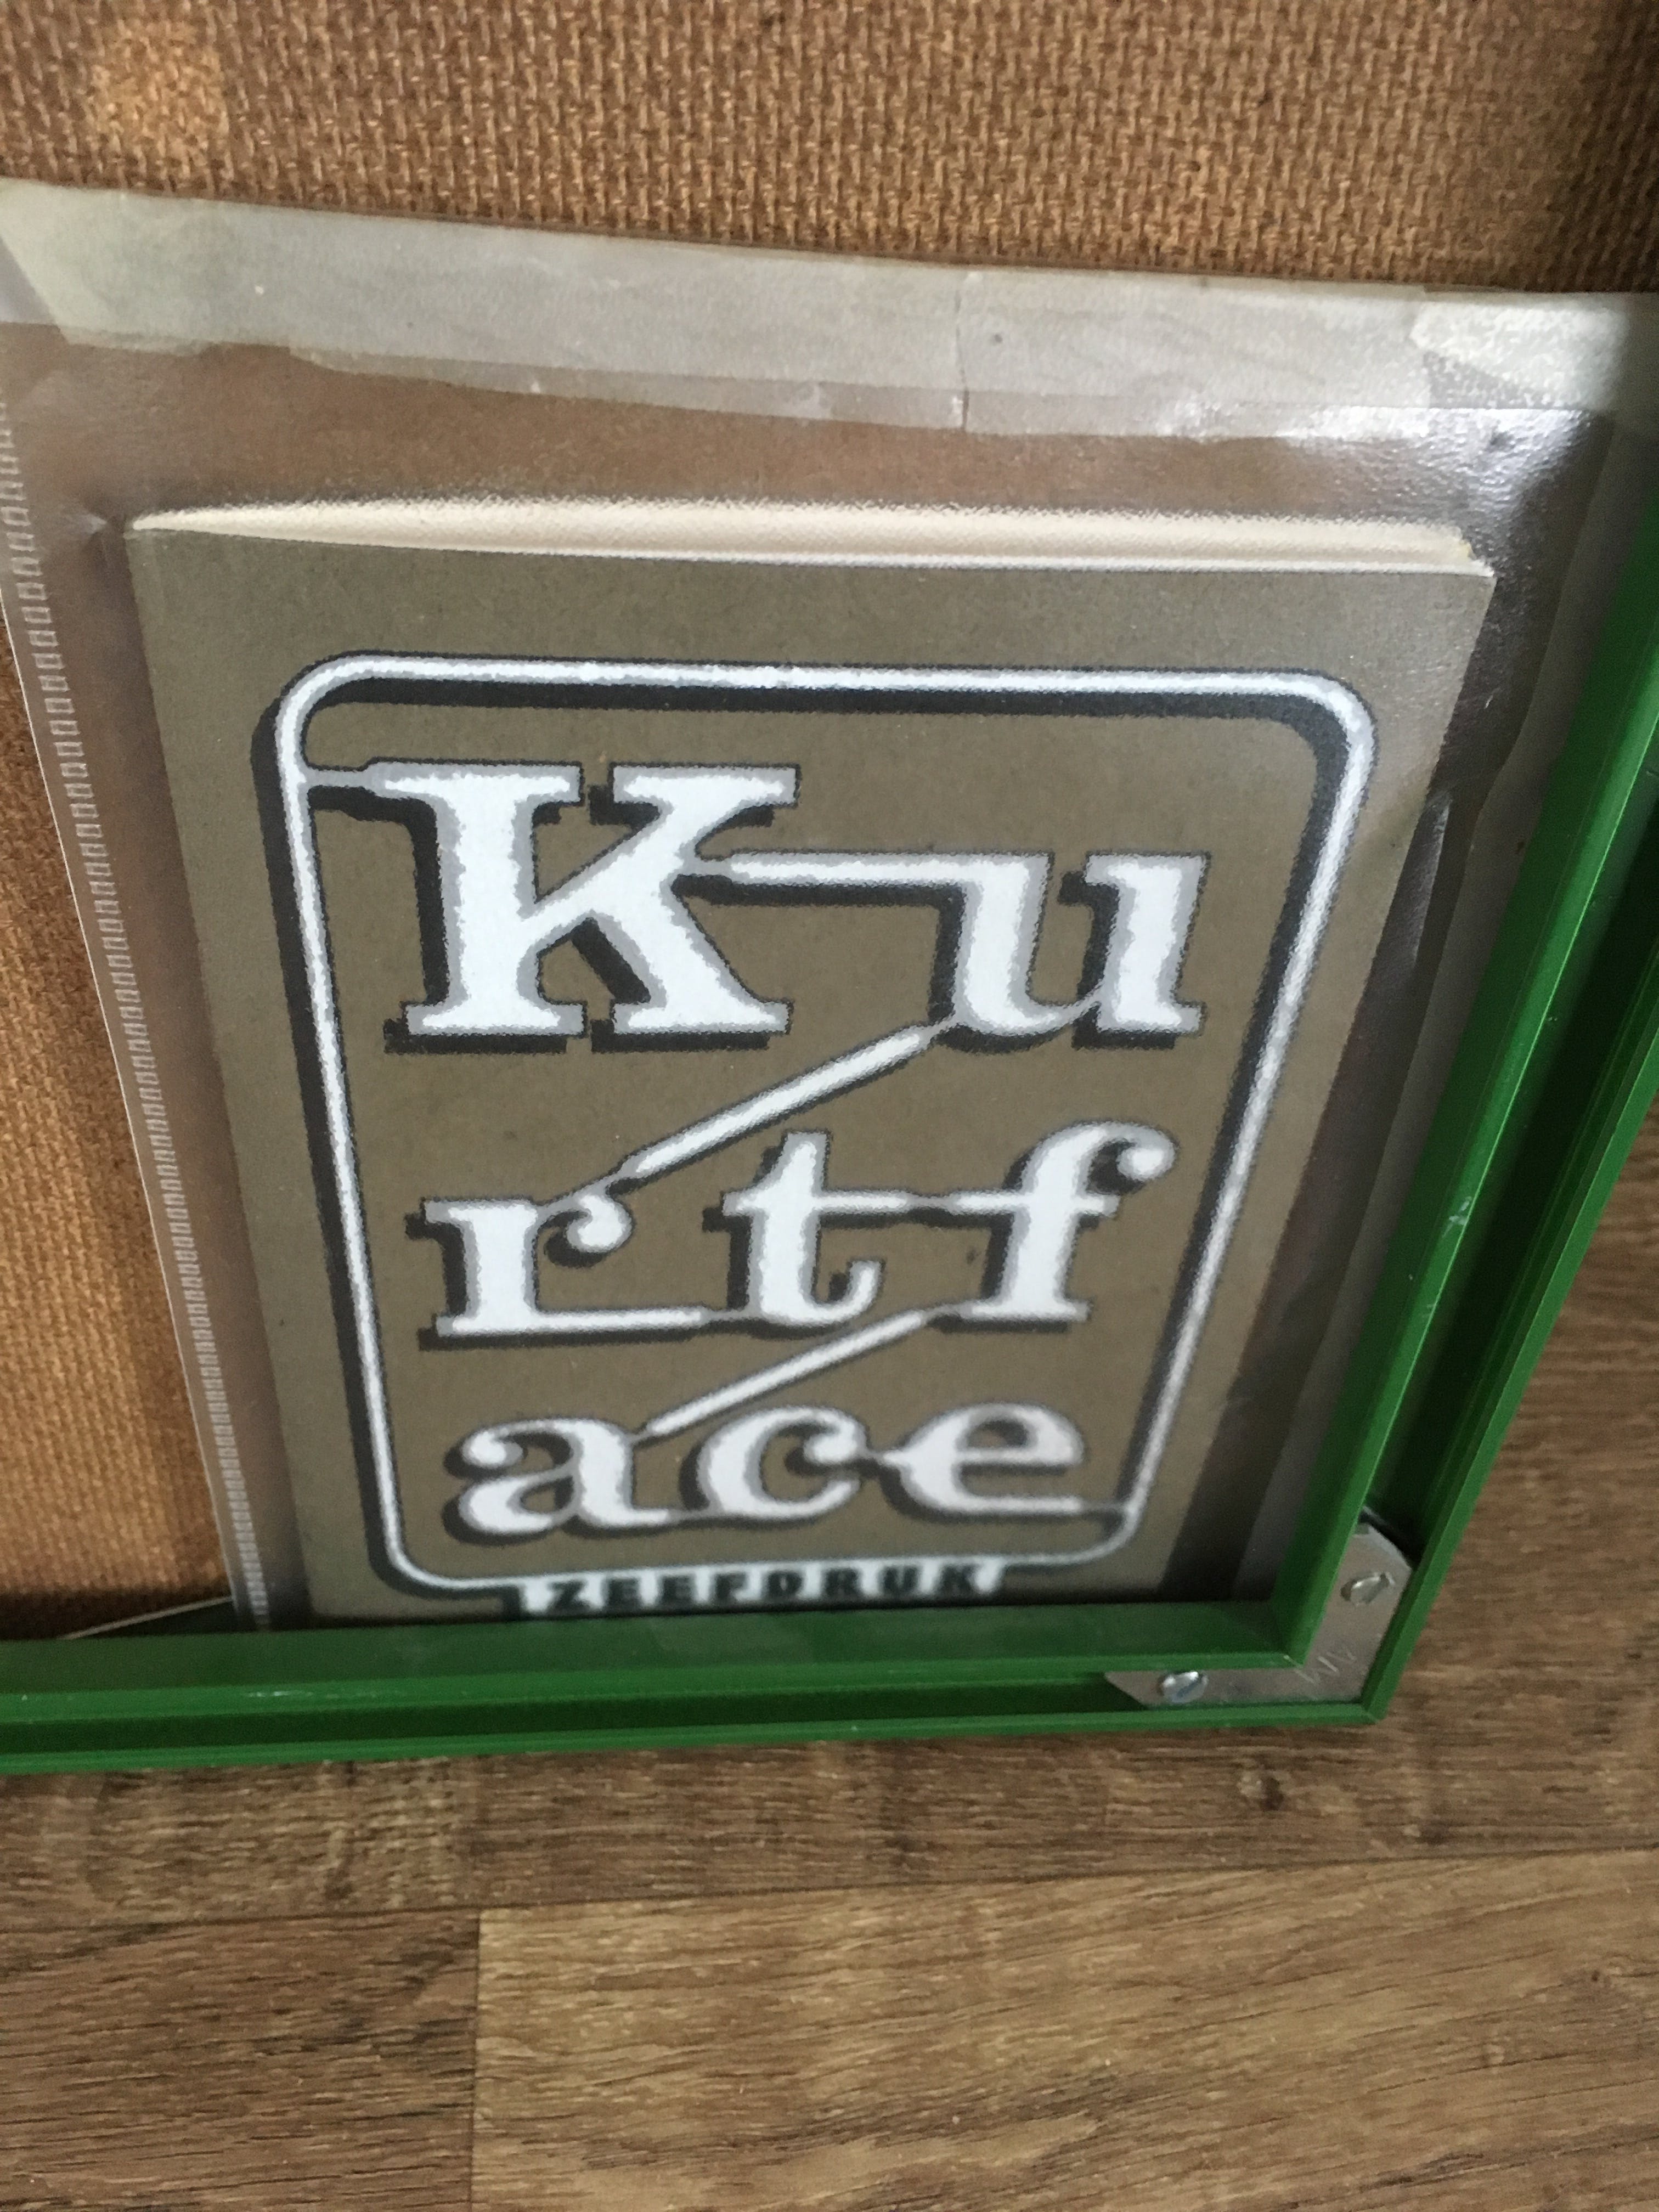 Ku
rtf
ace
ZEEFDRUK